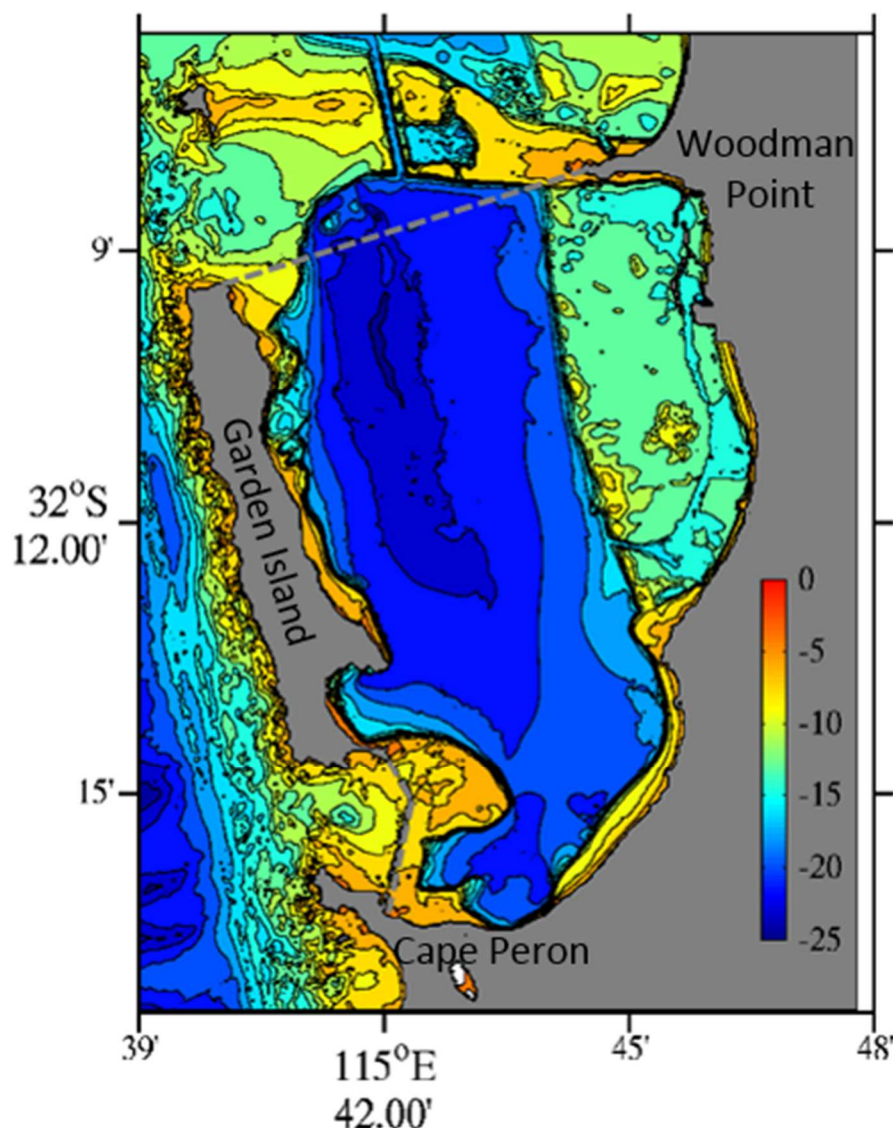 Woodman
Point
9'
Garden Island
32°S
12.00'
0
-5
-10
-15
15'
-20
-25
Cape Peron
39'
115°E
42.00'
45'
48'